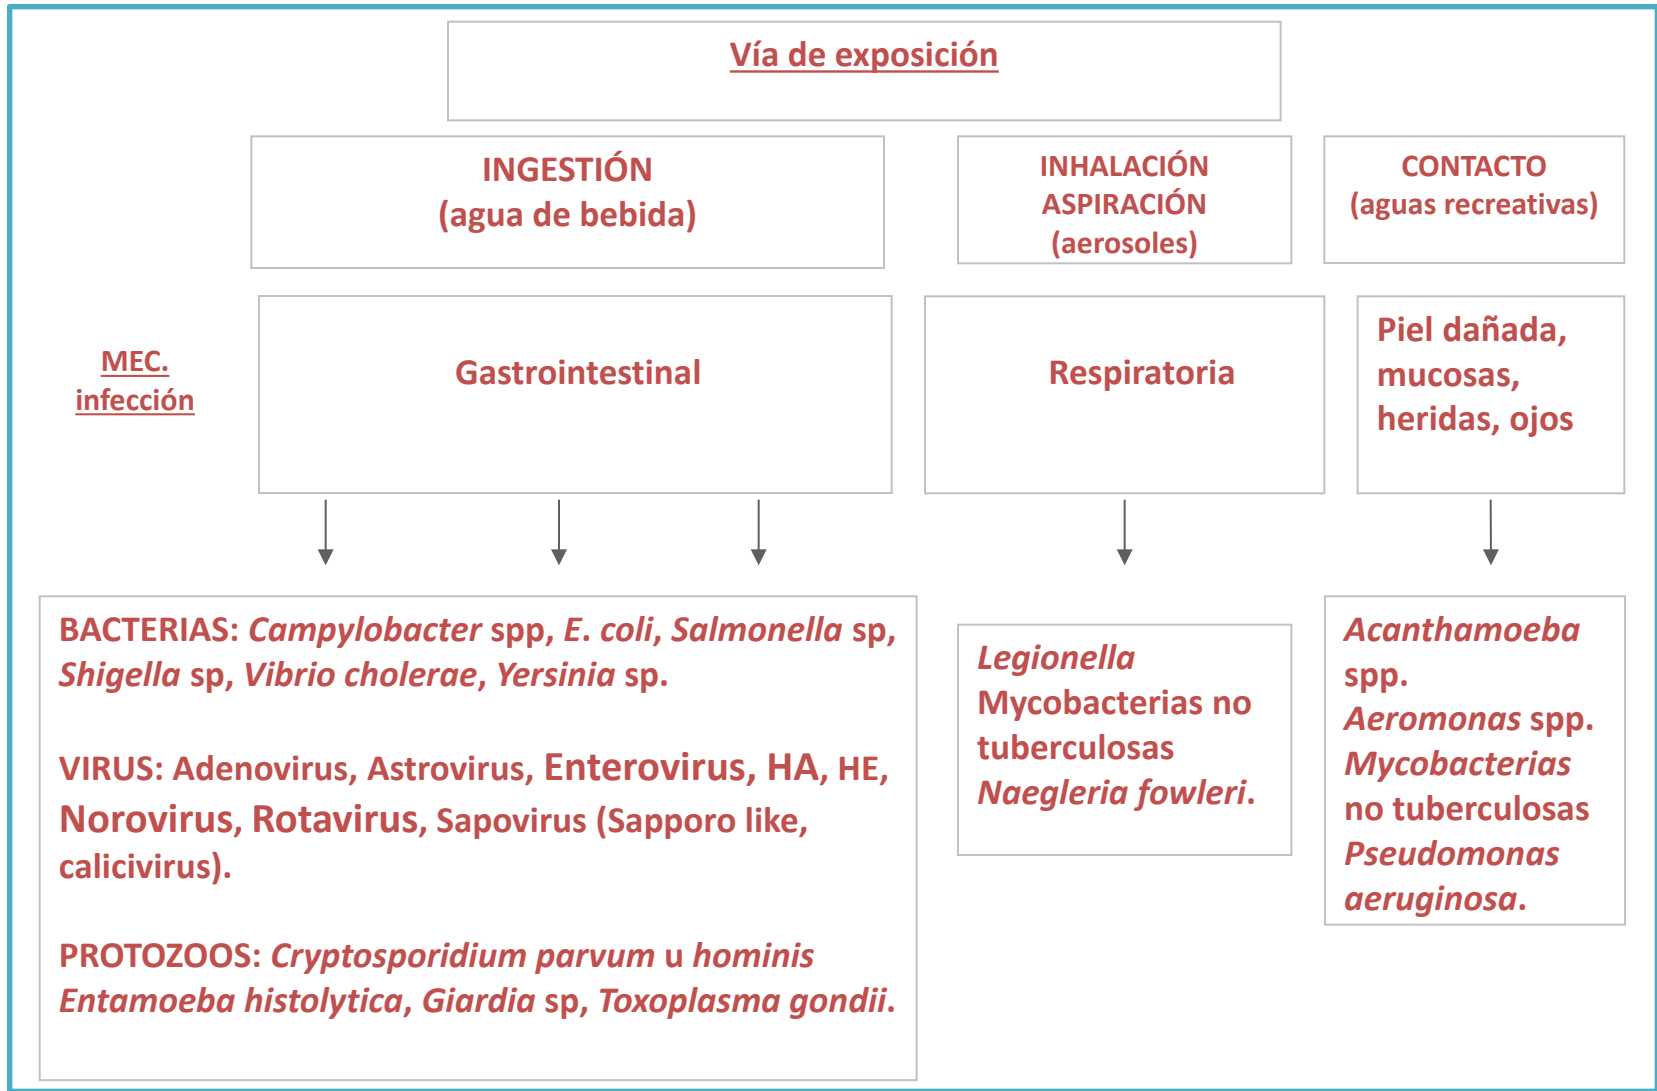 Vía de exposición
INGESTIÓN
(agua de bebida)
INHALACIÓN
ASPIRACIÓN
(aerosoles)
CONTACTO
(aguas recreativas)
MEC.
infección
Gastrointestinal
Respiratoria
Piel dañada,
mucosas,
heridas, ojos
BACTERIAS: Campylobacter spp, E. coli, Salmonella sp,
Shigella sp, Vibrio cholerae, Yersinia sp.
VIRUS: Adenovirus, Astrovirus, Enterovirus, HA, HE,
Norovirus, Rotavirus, Sapovirus (Sapporo like,
calicivirus).
PROTOZOOS: Cryptosporidium parvum u hominis
Entamoeba histolytica, Giardia sp, Toxoplasma gondii.
Legionella
Mycobacterias no
tuberculosas
Naegleria fowleri.
Acanthamoeba
spp.
Aeromonas spp.
Mycobacterias
no tuberculosas
Pseudomonas
aeruginosa.